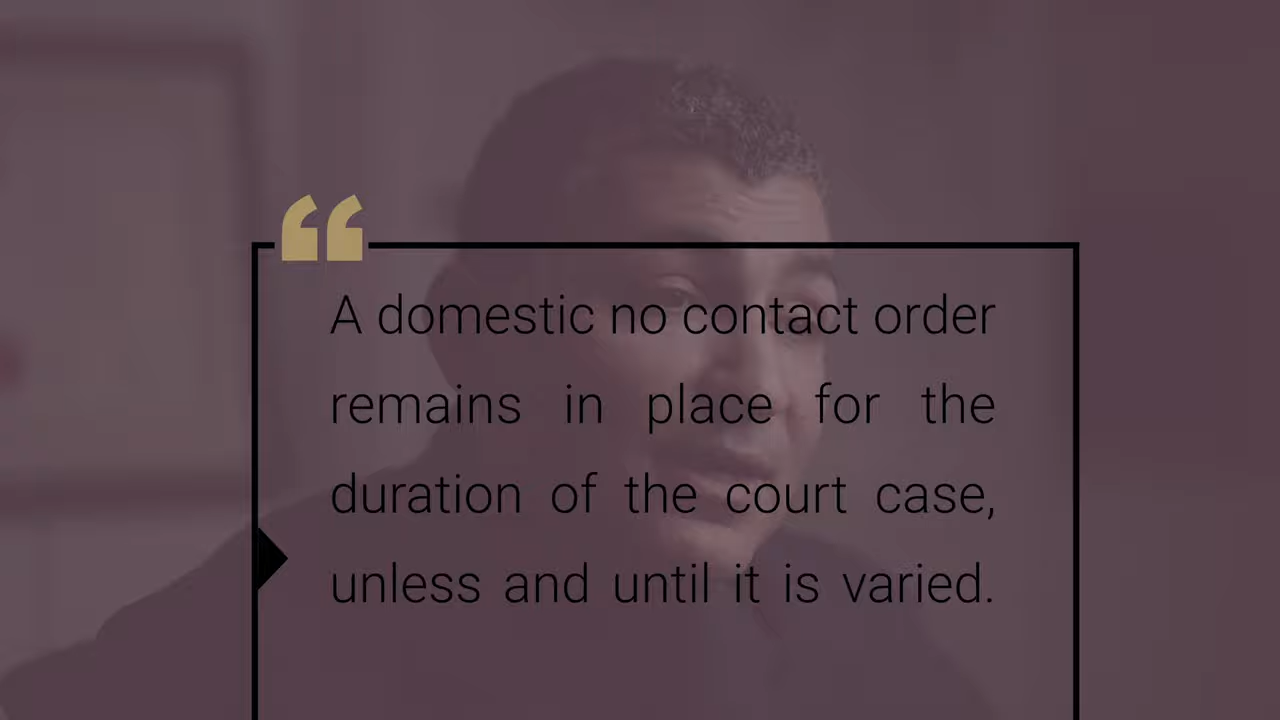 “
A domestic no contact order
remains in place for the
duration of the court case,
unless and until it is varied.